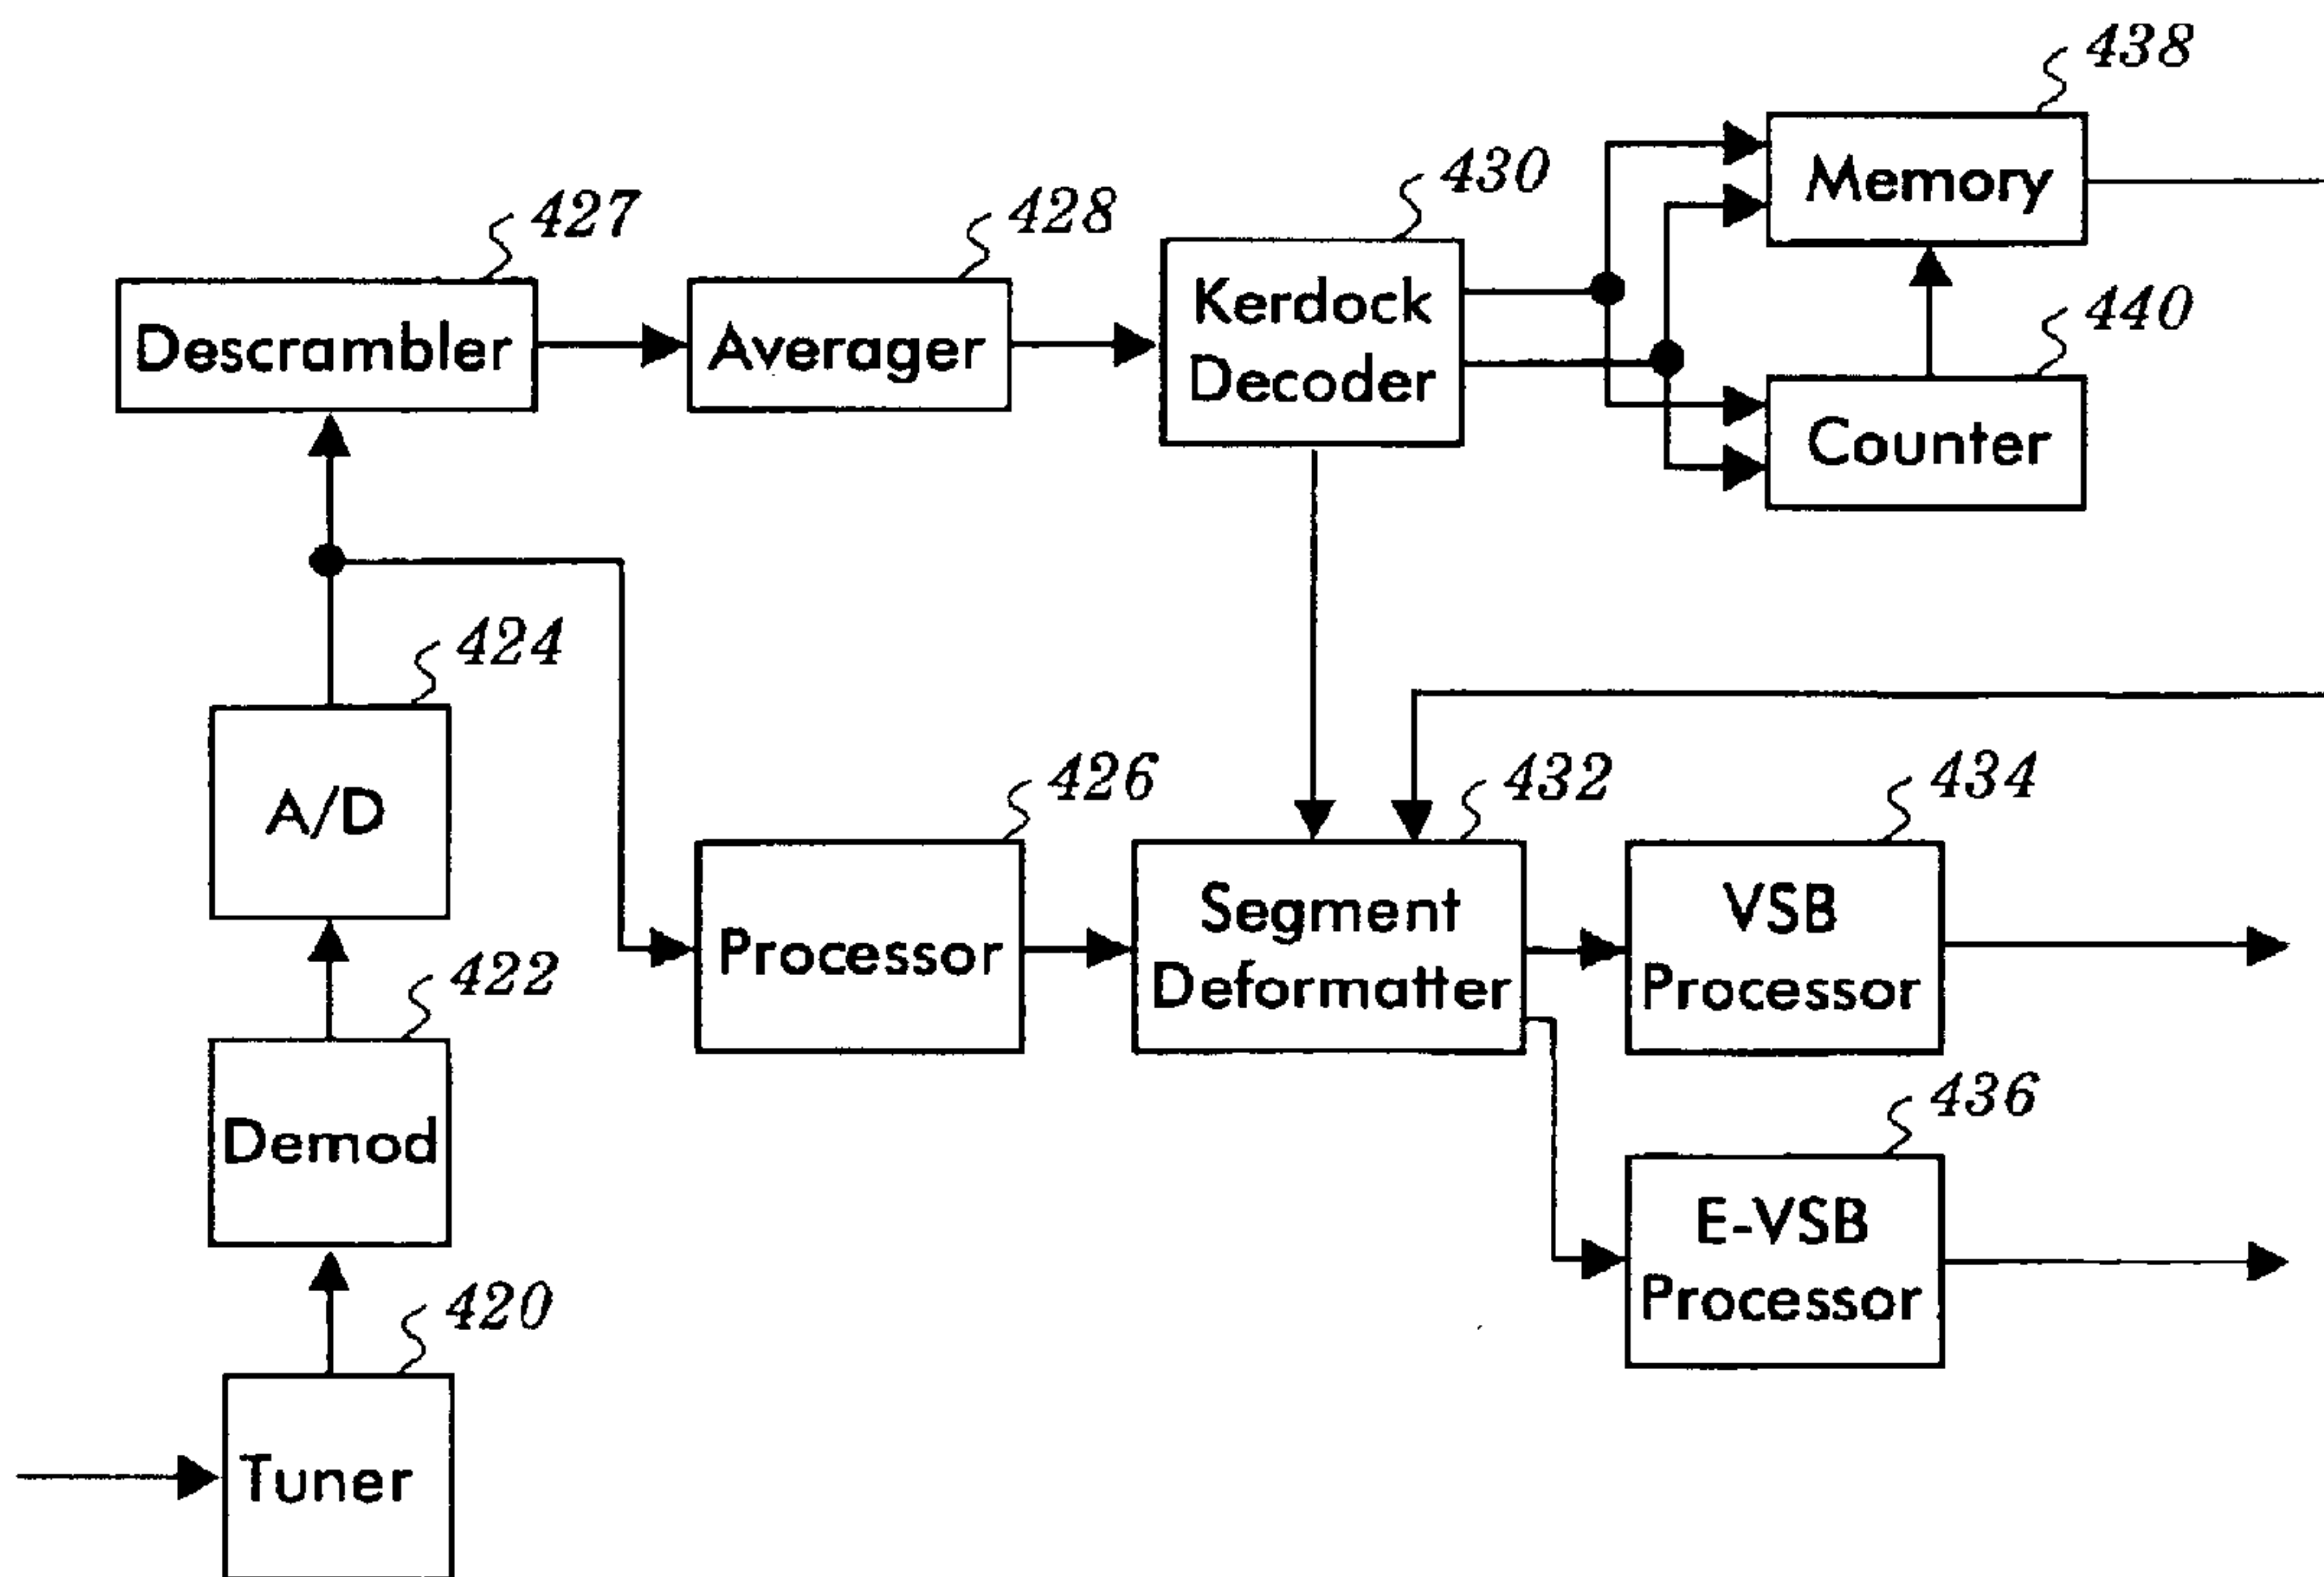 438
Memory
430
427
428
Kerdock
Decoder
Descrambler
Averager
440
Counter
424
A/D
426
432
434
Processor
Segment
Deformatter
VSB
Processor
422
Demod
436
E-VSB
Processor
420
Tuner